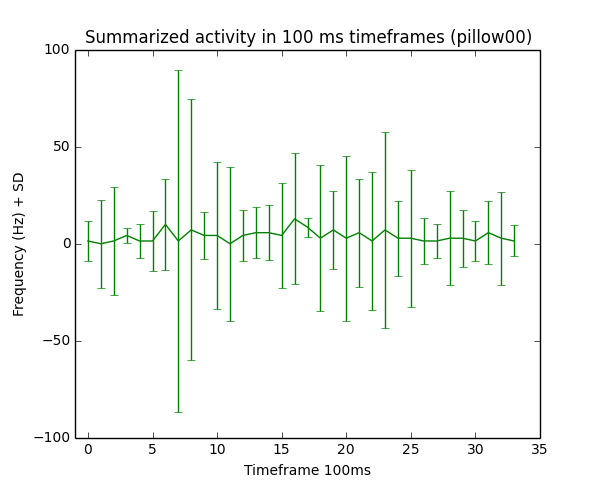 Summarized activity in 100 ms timeframes (pillow00)
100
50
0
−50
−100
Frequency (Hz) + SD
0 5 10 15 20 25 30 35
Timeframe 100ms